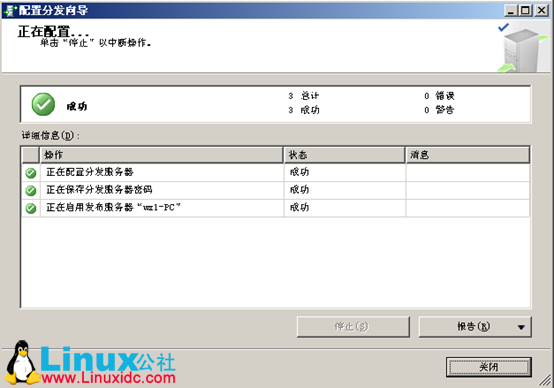 配置分发向导
正在配置...
单击“停止”以中断操作。
成功
3 总计
0 错误
3 成功
0 警告
详细信息(D):
操作 状态 消息
正在配置分发服务器 成功
正在保存分发服务器密码 成功
正在启用发布服务器“wzl-PC” 成功
停止(S)
报告(R)
关闭
Linux公社
www.Linuxidc.com